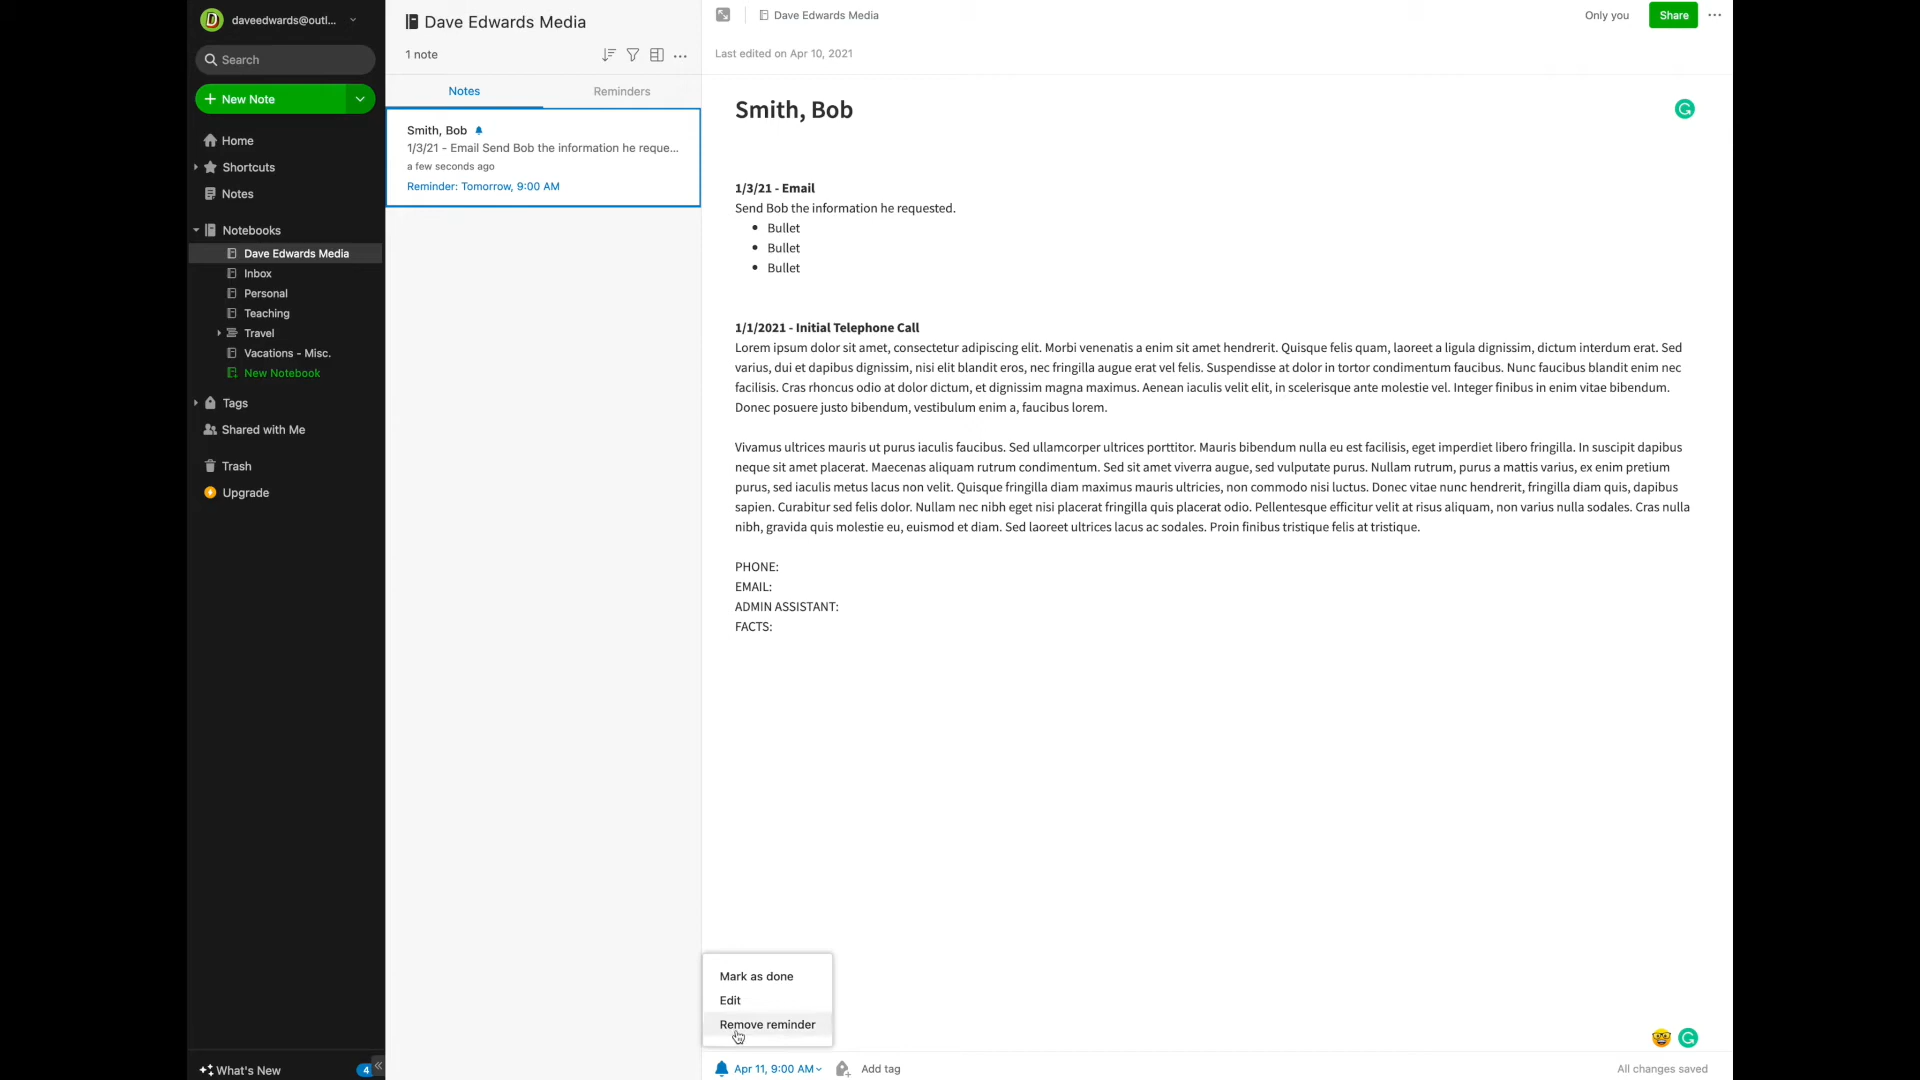 daveedwards@outl...
Search
New Note
Home
Shortcuts
Notes
Notebooks
Dave Edwards Media
Inbox
Personal
Teaching
Travel
Vacations - Misc.
New Notebook
Tags
Shared with Me
Trash
Upgrade
What's New
4
Dave Edwards Media
1 note
Notes
Reminders
Smith, Bob
1/3/21 - Email Send Bob the information he reque...
a few seconds ago
Reminder: Tomorrow, 9:00 AM
Dave Edwards Media
Only you
Share
Last edited on Apr 10, 2021
Smith, Bob
1/3/21 - Email
Send Bob the information he requested.
• Bullet
• Bullet
• Bullet
1/1/2021 - Initial Telephone Call
Lorem ipsum dolor sit amet, consectetur adipiscing elit. Morbi venenatis a enim sit amet hendrerit. Quisque felis quam, laoreet a ligula dignissim, dictum interdum erat. Sed
varius, dui et dapibus dignissim, nisi elit blandit eros, nec fringilla augue erat vel felis. Suspendisse at dolor in tortor condimentum faucibus. Nunc faucibus blandit enim nec
facilisis. Cras rhoncus odio at dolor dictum, et dignissim magna maximus. Aenean iaculis velit elit, in scelerisque ante molestie vel. Integer finibus in enim vitae bibendum.
Donec posuere justo bibendum, vestibulum enim a, faucibus lorem.
Vivamus ultrices mauris ut purus iaculis faucibus. Sed ullamcorper ultrices porttitor. Mauris bibendum nulla eu est facilisis, eget imperdiet libero fringilla. In suscipit dapibus
neque sit amet placerat. Maecenas aliquam rutrum condimentum. Sed sit amet viverra augue, sed vulputate purus. Nullam rutrum, purus a mattis varius, ex enim pretium
purus, sed iaculis metus lacus non velit. Quisque fringilla diam maximus mauris ultricies, non commodo nisi luctus. Donec vitae nunc hendrerit, fringilla diam quis, dapibus
sapien. Curabitur sed felis dolor. Nullam nec nibh eget nisi placerat fringilla quis placerat odio. Pellentesque efficitur velit at risus aliquam, non varius nulla sodales. Cras nulla
nibh, gravida quis molestie eu, euismod et diam. Sed laoreet ultrices lacus ac sodales. Proin finibus tristique felis at tristique.
PHONE:
EMAIL:
ADMIN ASSISTANT:
FACTS:
Mark as done
Edit
Remove reminder
Apr 11, 9:00 AM
Add tag
All changes saved